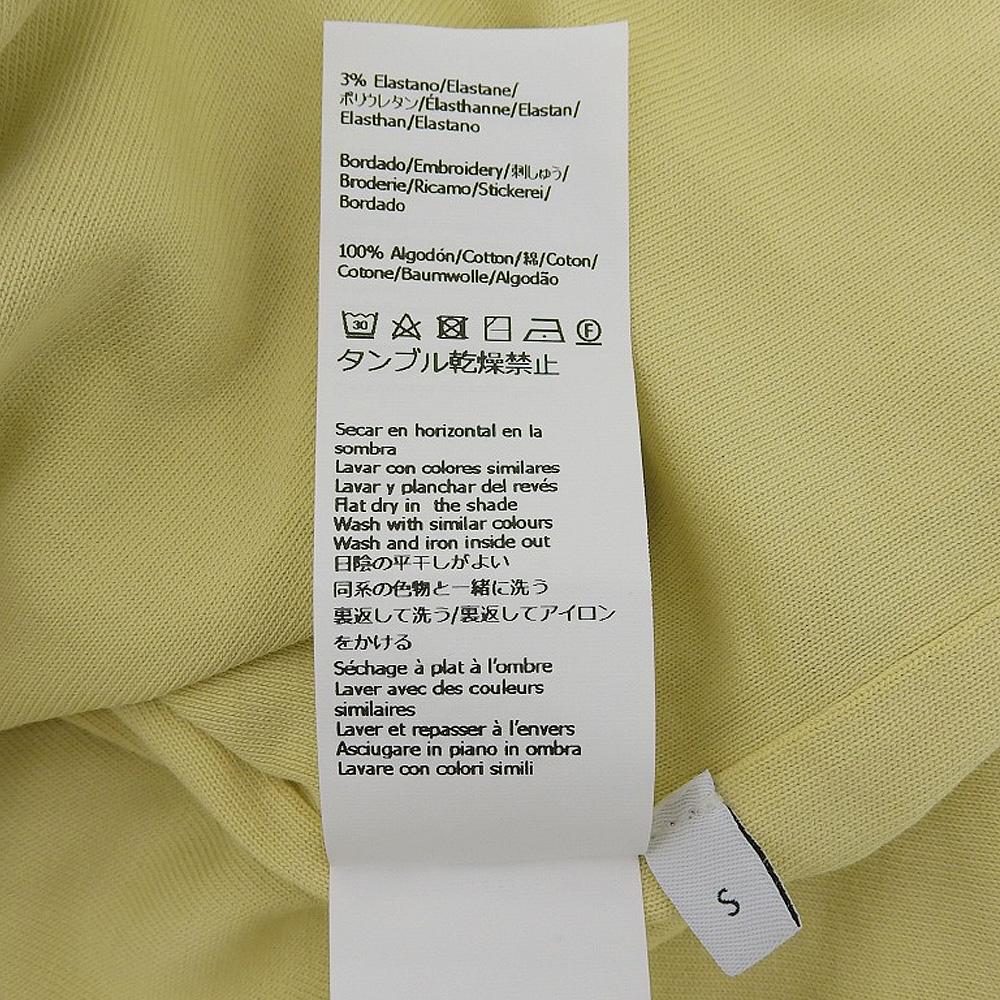 3% Elastano/Elastane/
ポリウレタン/Élasthanne/Elastan/
Elasthan/Elastano
Bordado/Embroidery/刺しゅう/
Broderie/Ricamo/Stickerei/
Bordado
100% Algodón/Cotton/綿/Coton/
Cotone/Baumwolle/Algodão
30 F
タンブル乾燥禁止
Secar en horizontal en la
sombra
Lavar con colores similares
Lavar y planchar del revés
Flat dry in the shade
Wash with similar colours
Wash and iron inside out
日陰の平干しがよい
同系の色物と一緒に洗う
裏返して洗う/裏返してアイロン
をかける
Séchage à plat à l'ombre
Laver avec des couleurs
similaires
Laver et repasser à l'envers
Asciugare in piano in ombra
Lavare con colori simili
S